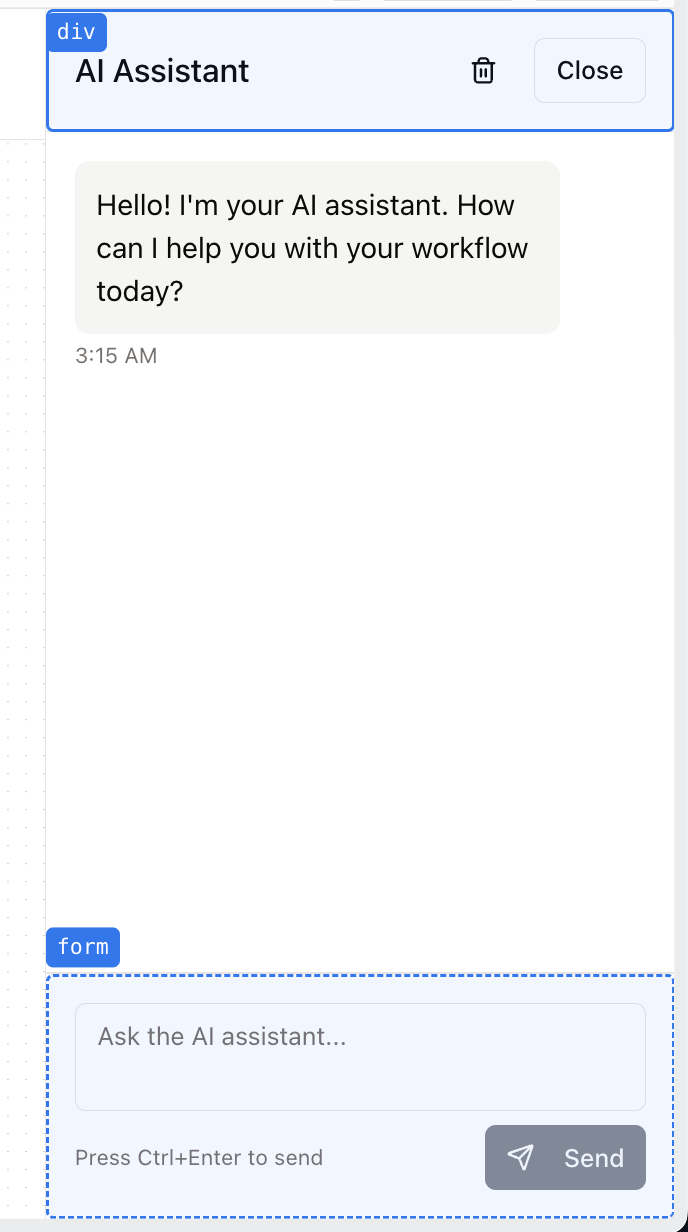 div
AI Assistant
Close
Hello! I'm your AI assistant. How
can I help you with your workflow
today?
3:15 AM
form
Ask the AI assistant...
Press Ctrl+Enter to send
Send